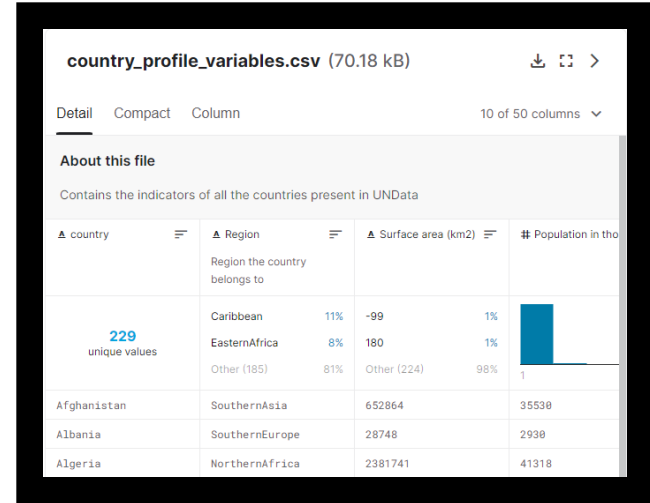 country_profile_variables.csv (70.18 kB)
Detail Compact Column 10 of 50 columns
About this file
Contains the indicators of all the countries present in UNData
A country A Region A Surface area (km2) # Population in tho
Region the country
belongs to
229
unique values
Caribbean 11% -99 1%
EasternAfrica 8% 180 1%
Other (185) 81% Other (224) 98% 1
Afghanistan SouthernAsia 652864 35530
Albania SouthernEurope 28748 2930
Algeria NorthernAfrica 2381741 41318